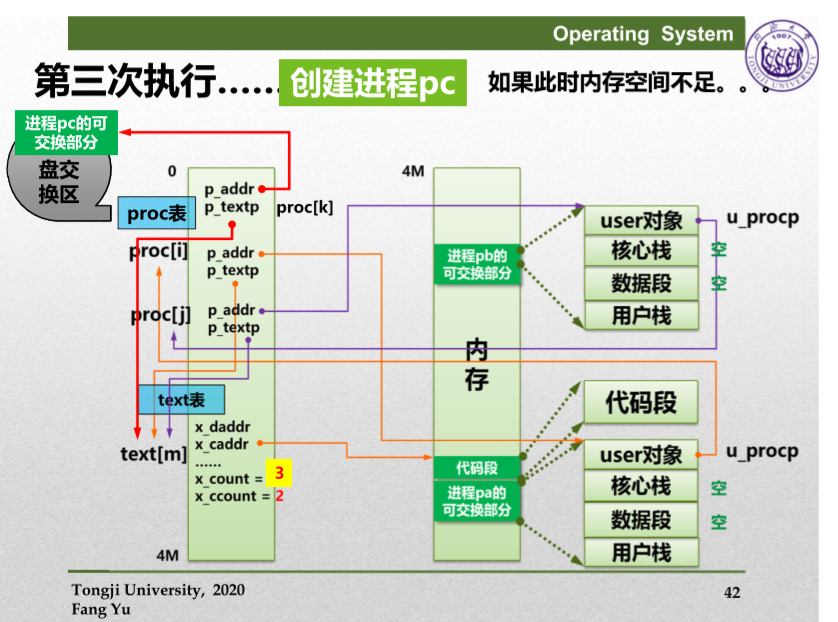 Operating System
第三次执行……
创建进程pc
如果此时内存空间不足。。。
1907
TONGJI UNIVERSITY
进程pc的可
交换部分
盘交
换区
0
4M
p_addr
p_textp
proc[k]
proc表
proc[i]
p_addr
p_textp
proc[j]
p_addr
p_textp
text表
x_daddr
x_caddr
......
text[m]
x_count = 3
x_ccount = 2
4M
进程pb的
可交换部分
内
存
代码段
进程pa的
可交换部分
user对象
u_procp
核心栈
空
数据段
空
用户栈
代码段
user对象
u_procp
核心栈
空
数据段
空
用户栈
Tongji University, 2020
Fang Yu
42